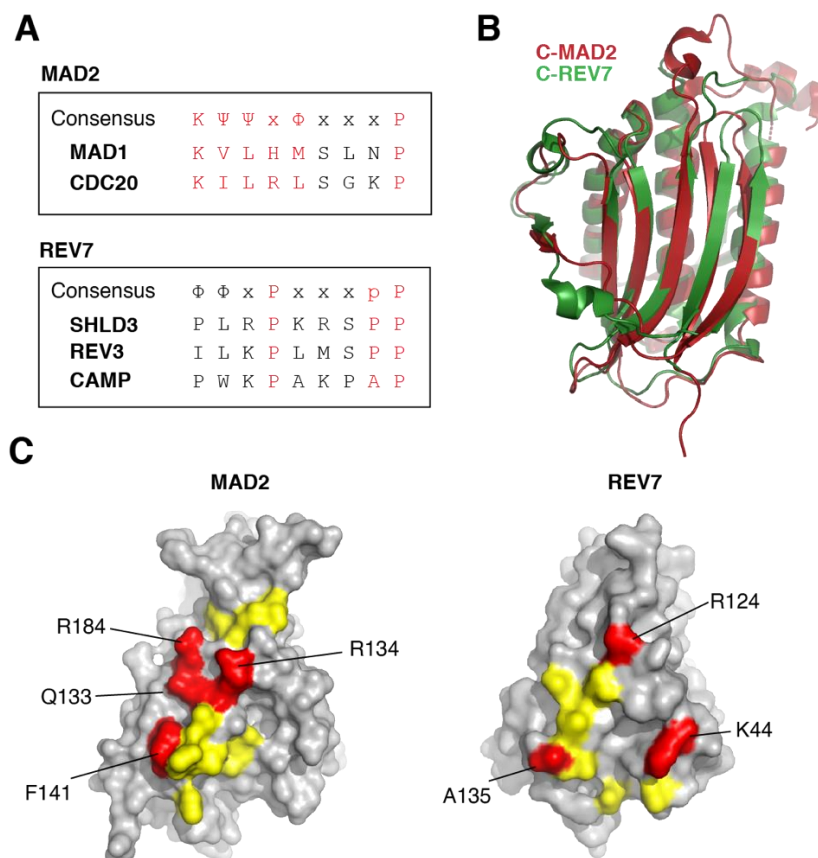 A
MAD2
Consensus K Ψ Ψ x Φ x x x P
MAD1 K V L H M S L N P
CDC20 K I L R L S G K P
REV7
Consensus Φ Φ x P x x x p P
SHLD3 P L R P K R S P P
REV3 I L K P L M S P P
CAMP P W K P A K P A P
B
C-MAD2
C-REV7
C
MAD2
R184
R134
Q133
F141
REV7
R124
K44
A135